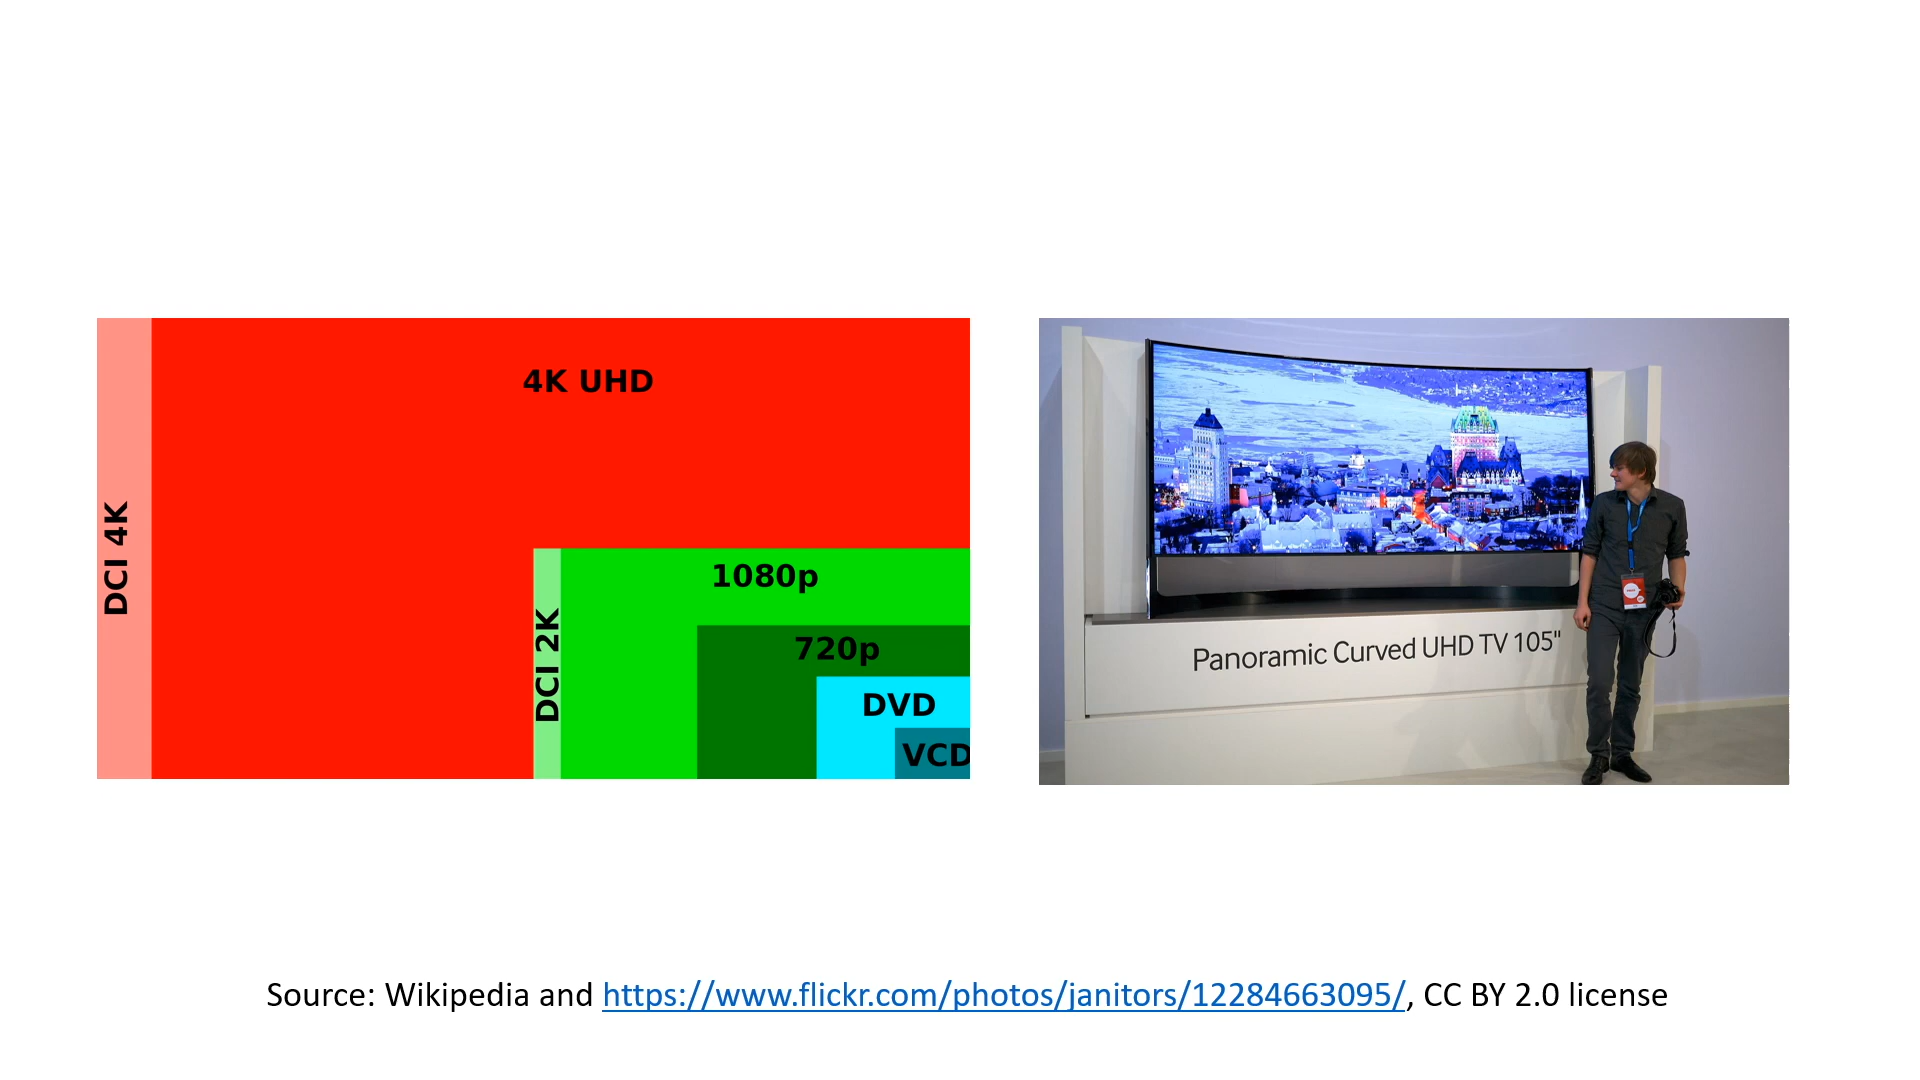 4K UHD
DCI 4K
1080p
DCI 2K
720p
DVD
VCD
Panoramic Curved UHD TV 105"
Source: Wikipedia and https://www.flickr.com/photos/janitors/12284663095/, CC BY 2.0 license